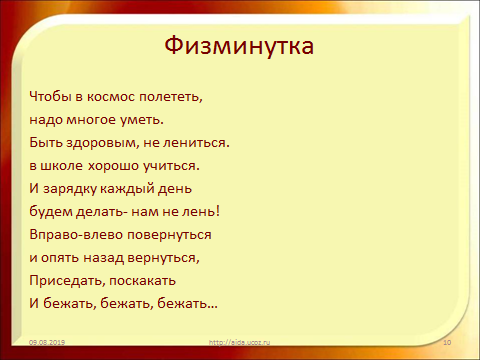 Физминутка
Чтобы в космос полететь,
надо многое уметь.
Быть здоровым, не лениться.
в школе хорошо учиться.
И зарядку каждый день
будем делать- нам не лень!
Вправо-влево повернуться
и опять назад вернуться,
Приседать, поскакать
И бежать, бежать, бежать…
09.08.2019 http://aida.ucoz.ru 10